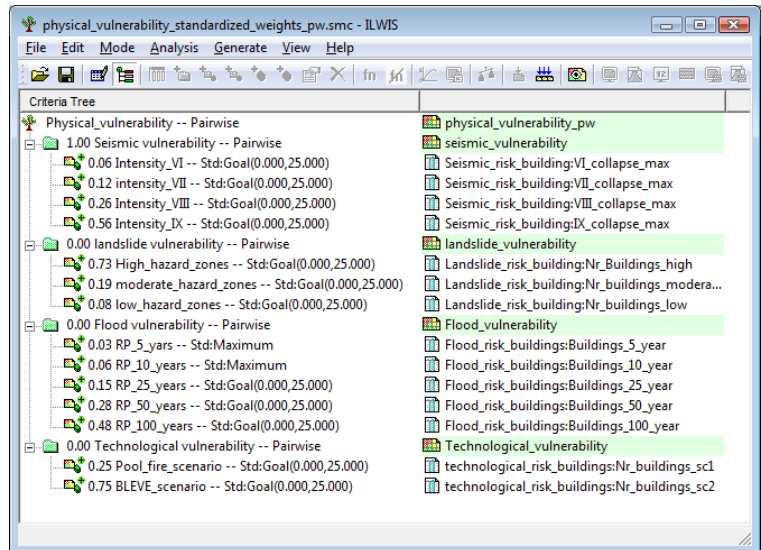 physical_vulnerability_standardized_weights_pw.smc - ILWIS
File Edit Mode Analysis Generate View Help
fn
Criteria Tree
Physical_vulnerability -- Pairwise physical_vulnerability_pw
1.00 Seismic vulnerability -- Pairwise seismic_vulnerability
0.06 Intensity_VI -- Std:Goal(0.000,25.000) Seismic_risk_building:VI_collapse_max
0.12 intensity_VII -- Std:Goal(0.000,25.000) Seismic_risk_building:VII_collapse_max
0.26 Intensity_VIII -- Std:Goal(0.000,25.000) Seismic_risk_building:VIII_collapse_max
0.56 Intensity_IX -- Std:Goal(0.000,25.000) Seismic_risk_building:IX_collapse_max
0.00 landslide vulnerability -- Pairwise landslide_vulnerability
0.73 High_hazard_zones -- Std:Goal(0.000,25.000) Landslide_risk_building:Nr_Buildings_high
0.19 moderate_hazard_zones -- Std:Goal(0.000,25.000) Landslide_risk_building:Nr_buildings_modera...
0.08 low_hazard_zones -- Std:Goal(0.000,25.000) Landslide_risk_building:Nr_buildings_low
0.00 Flood vulnerability -- Pairwise Flood_vulnerability
0.03 RP_5_yars -- Std:Maximum Flood_risk_buildings:Buildings_5_year
0.06 RP_10_years -- Std:Maximum Flood_risk_buildings:Buildings_10_year
0.15 RP_25_years -- Std:Goal(0.000,25.000) Flood_risk_buildings:Buildings_25_year
0.28 RP_50_years -- Std:Goal(0.000,25.000) Flood_risk_buildings:Buildings_50_year
0.48 RP_100_years -- Std:Goal(0.000,25.000) Flood_risk_buildings:Buildings_100_year
0.00 Technological vulnerability -- Pairwise Technological_vulnerability
0.25 Pool_fire_scenario -- Std:Goal(0.000,25.000) technological_risk_buildings:Nr_buildings_sc1
0.75 BLEVE_scenario -- Std:Goal(0.000,25.000) technological_risk_buildings:Nr_buildings_sc2